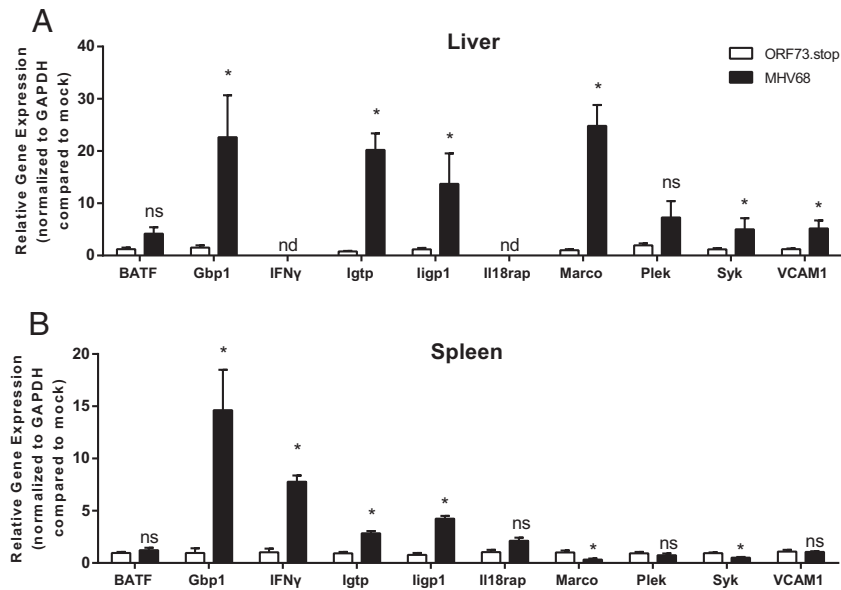 A
Liver
Relative Gene Expression
(normalized to GAPDH
compared to mock)
40
30
20
10
0
ORF73.stop
MHV68
ns
*
nd
*
*
nd
*
ns
*
*
BATF Gbp1 IFNγ Igtp Iigp1 Il18rap Marco Plek Syk VCAM1
B
Spleen
Relative Gene Expression
(normalized to GAPDH
compared to mock)
20
15
10
5
0
ns
*
*
*
*
ns
*
ns
*
ns
BATF Gbp1 IFNγ Igtp Iigp1 Il18rap Marco Plek Syk VCAM1